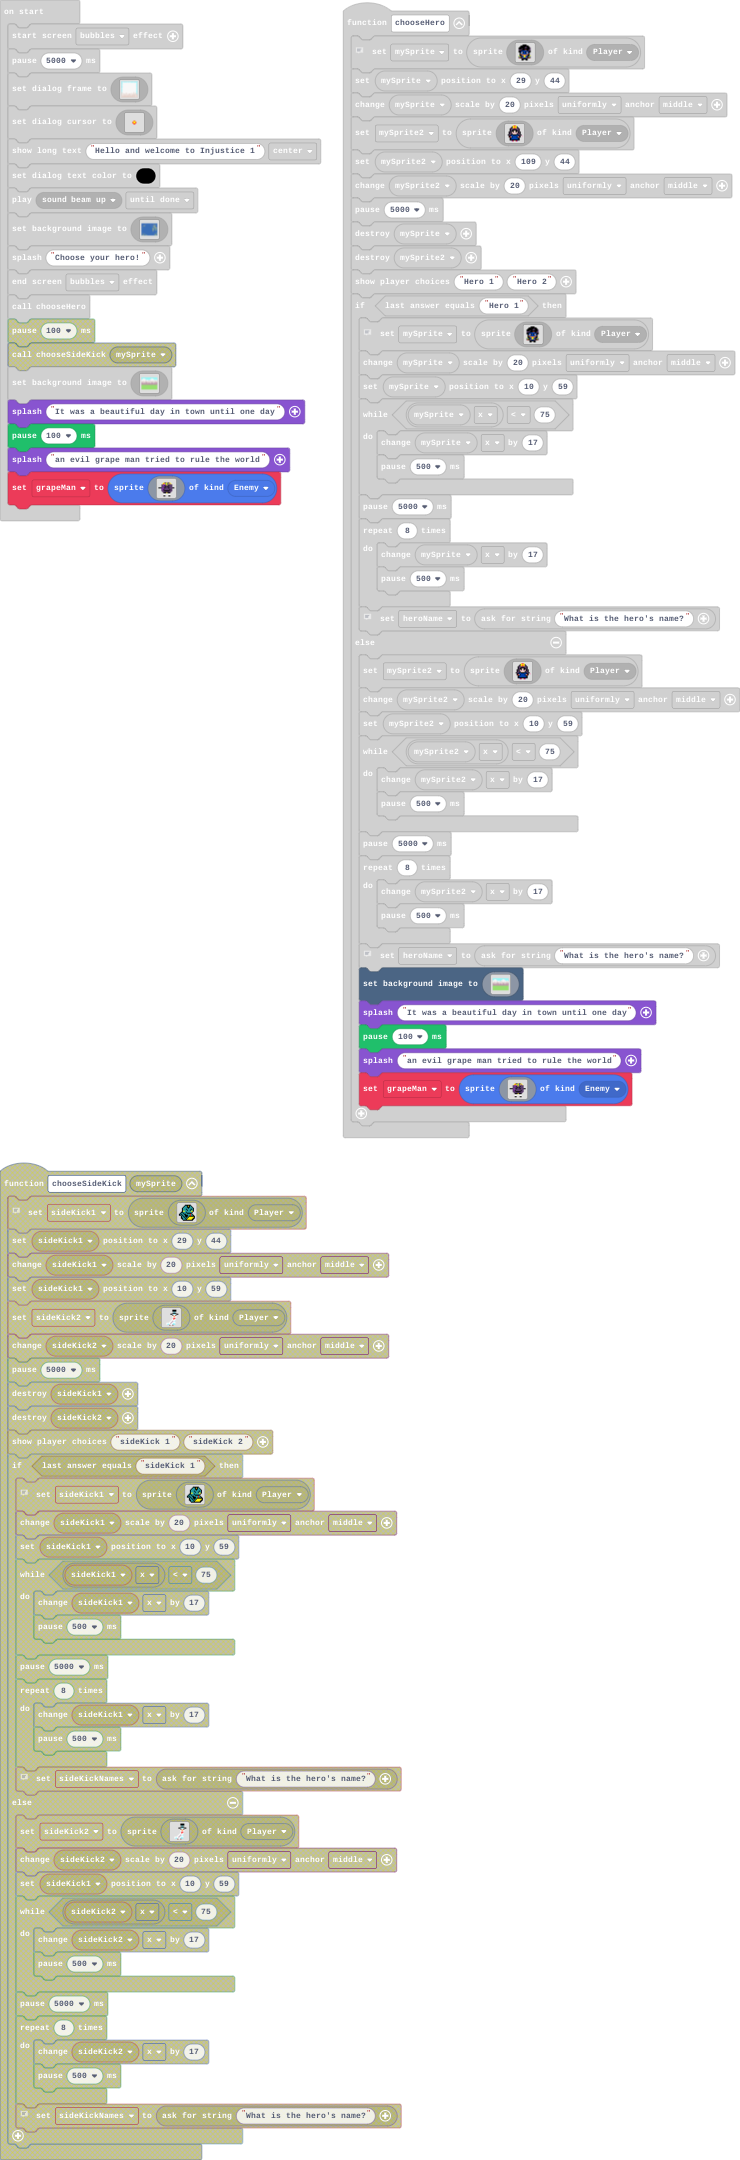 on start
start screen bubbles effect
pause 5000 ms
set dialog frame to
set dialog cursor to
show long text "Hello and welcome to Injustice 1" center
set dialog text color to
play sound beam up until done
set background image to
splash "Choose your hero!"
end screen bubbles effect
call chooseHero
pause 100 ms
call chooseSideKick mySprite
set background image to
splash "It was a beautiful day in town until one day"
pause 100 ms
splash "an evil grape man tried to rule the world"
set grapeMan to sprite of kind Enemy
function chooseHero
set mySprite to sprite of kind Player
set mySprite position to x 29 y 44
change mySprite scale by 20 pixels uniformly anchor middle
set mySprite2 to sprite of kind Player
set mySprite2 position to x 109 y 44
change mySprite2 scale by 20 pixels uniformly anchor middle
pause 5000 ms
destroy mySprite
destroy mySprite2
show player choices "Hero 1" "Hero 2"
if last answer equals "Hero 1" then
set mySprite to sprite of kind Player
change mySprite scale by 20 pixels uniformly anchor middle
set mySprite position to x 10 y 59
while mySprite x < 75
do
change mySprite x by 17
pause 500 ms
pause 5000 ms
repeat 8 times
do
change mySprite x by 17
pause 500 ms
set heroName to ask for string "What is the hero's name?"
else
set mySprite2 to sprite of kind Player
change mySprite2 scale by 20 pixels uniformly anchor middle
set mySprite2 position to x 10 y 59
while mySprite2 x < 75
do
change mySprite2 x by 17
pause 500 ms
pause 5000 ms
repeat 8 times
do
change mySprite2 x by 17
pause 500 ms
set heroName to ask for string "What is the hero's name?"
set background image to
splash "It was a beautiful day in town until one day"
pause 100 ms
splash "an evil grape man tried to rule the world"
set grapeMan to sprite of kind Enemy
function chooseSideKick mySprite
set sideKick1 to sprite of kind Player
set sideKick1 position to x 29 y 44
change sideKick1 scale by 20 pixels uniformly anchor middle
set sideKick1 position to x 10 y 59
set sideKick2 to sprite of kind Player
change sideKick2 scale by 20 pixels uniformly anchor middle
pause 5000 ms
destroy sideKick1
destroy sideKick2
show player choices "sideKick 1" "sideKick 2"
if last answer equals "sideKick 1" then
set sideKick1 to sprite of kind Player
change sideKick1 scale by 20 pixels uniformly anchor middle
set sideKick1 position to x 10 y 59
while sideKick1 x < 75
do
change sideKick1 x by 17
pause 500 ms
pause 5000 ms
repeat 8 times
do
change sideKick1 x by 17
pause 500 ms
set sideKickNames to ask for string "What is the hero's name?"
else
set sideKick2 to sprite of kind Player
change sideKick2 scale by 20 pixels uniformly anchor middle
set sideKick1 position to x 10 y 59
while sideKick2 x < 75
do
change sideKick2 x by 17
pause 500 ms
pause 5000 ms
repeat 8 times
do
change sideKick2 x by 17
pause 500 ms
set sideKickNames to ask for string "What is the hero's name?"